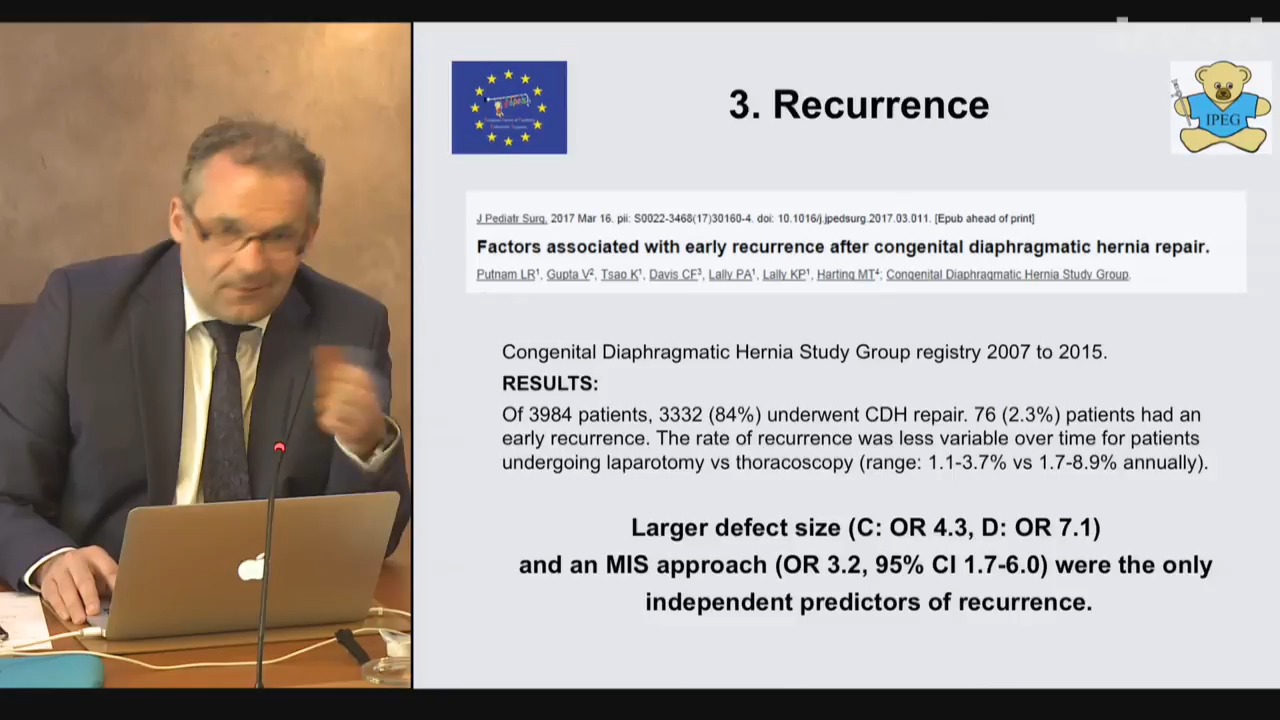 3. Recurrence
IPEG
J Pediatr Surg. 2017 Mar 16. pii: S0022-3468(17)30160-4. doi: 10.1016/j.jpedsurg.2017.03.011. [Epub ahead of print]
Factors associated with early recurrence after congenital diaphragmatic hernia repair.
Putnam LR¹, Gupta V², Tsao K¹, Davis CF³, Lally PA¹, Lally KP¹, Harting MT⁴; Congenital Diaphragmatic Hernia Study Group.
Congenital Diaphragmatic Hernia Study Group registry 2007 to 2015.
RESULTS:
Of 3984 patients, 3332 (84%) underwent CDH repair. 76 (2.3%) patients had an
early recurrence. The rate of recurrence was less variable over time for patients
undergoing laparotomy vs thoracoscopy (range: 1.1-3.7% vs 1.7-8.9% annually).
Larger defect size (C: OR 4.3, D: OR 7.1)
and an MIS approach (OR 3.2, 95% CI 1.7-6.0) were the only
independent predictors of recurrence.